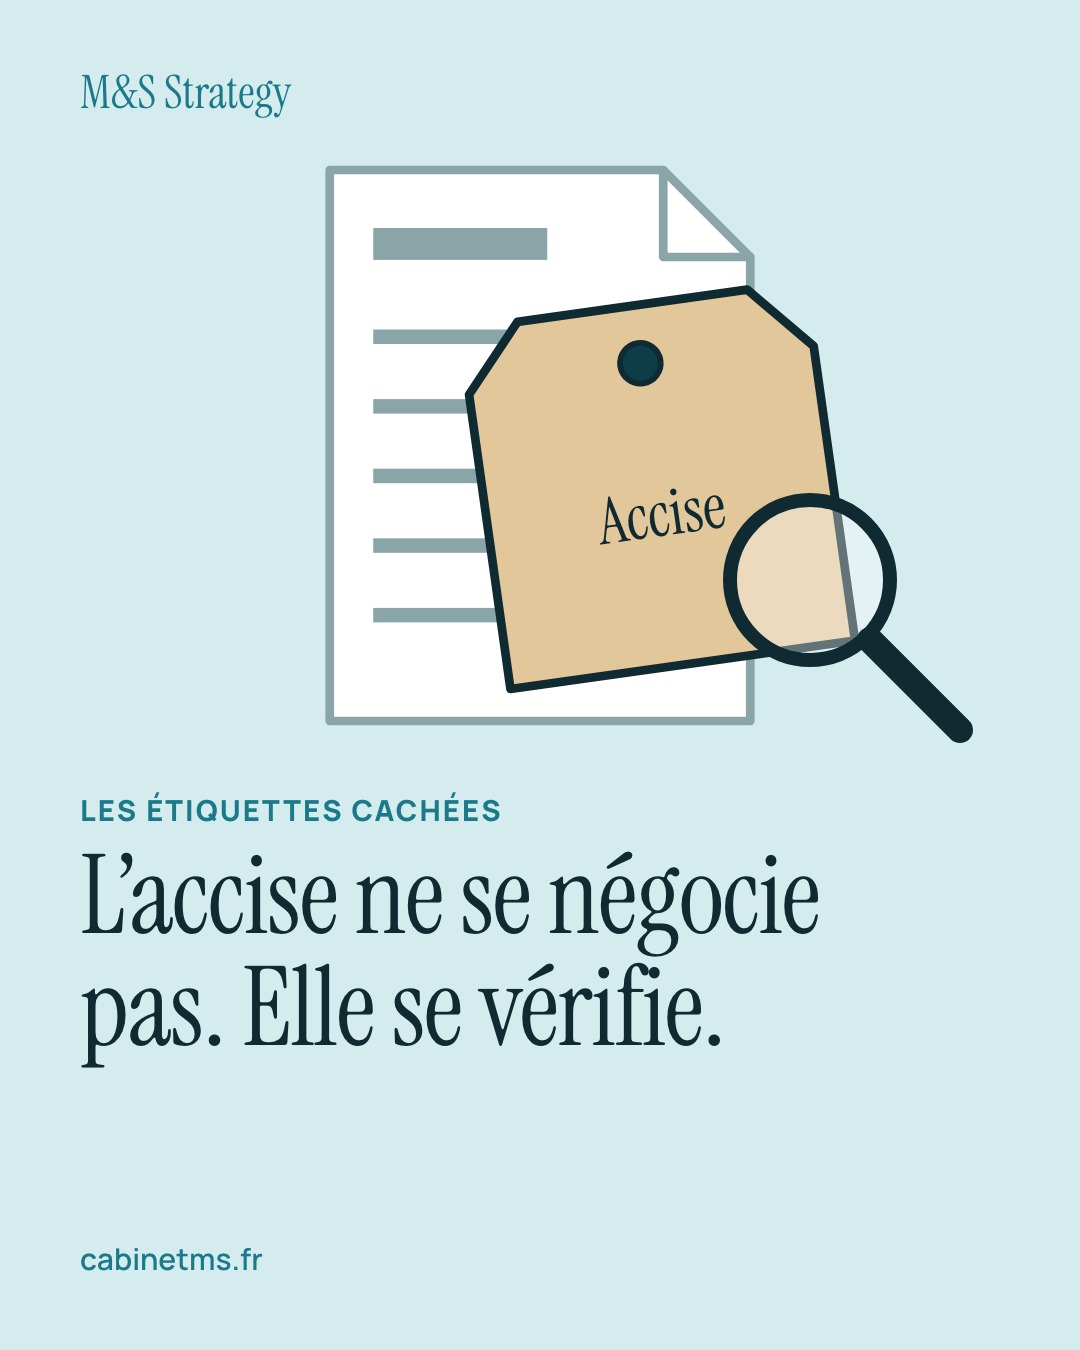 M&S Strategy
Accise
LES ÉTIQUETTES CACHÉES
L’accise ne se négocie
pas. Elle se vérifie.
cabinetms.fr